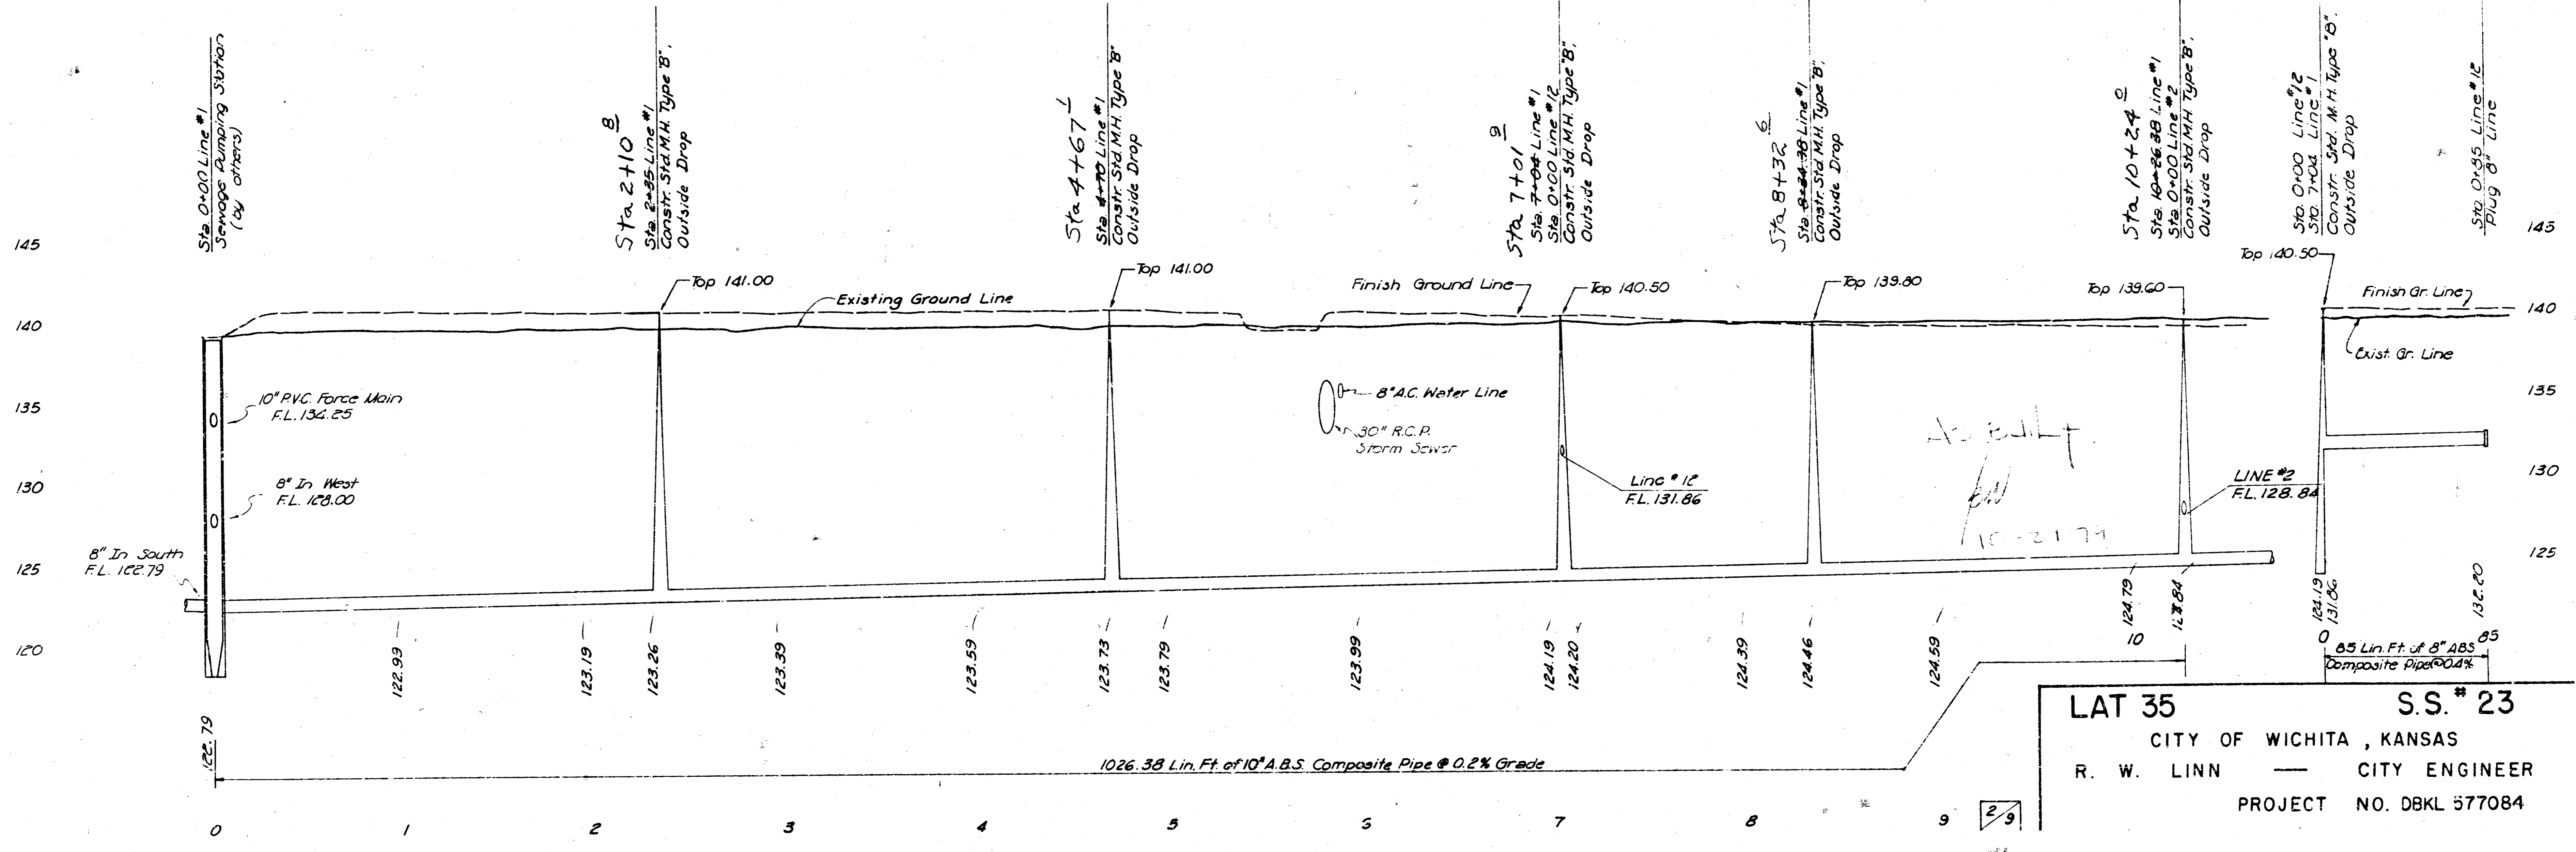 Sta. 0+00 Line #1
Sewage Pumping Station
(by others)
Sta 2+10 8
Sta. 2+35 Line #1
Constr. Std. M.H. Type "B",
Outside Drop
Sta 4+67 1
Sta. 4+70 Line #1
Constr. Std. M.H. Type "B"
Outside Drop
Sta 7+01 9
Sta. 7+04 Line #1
Sta. 0+00 Line #12
Constr. Std. M.H. Type "B",
Outside Drop
Sta 8+32 6
Sta. 8+34.38 Line #1
Constr. Std. M.H. Type "B",
Outside Drop
Sta 10+24 0
Sta. 10+26.38 Line #1
Sta. 0+00 Line #2
Constr. Std. M.H. Type "B",
Outside Drop
Sta. 0+00 Line #12
Sta. 7+04 Line #1
Constr. Std. M.H. Type "B".
Outside Drop
Sta. 0+85 Line #12
Plug 8" Line
145
145
Top 141.00
Top 141.00
Top 140.50
Top 139.80
Top 139.60
Top 140.50
Existing Ground Line
Finish Ground Line
Finish Gr. Line
Exist. Gr. Line
140
140
135
135
10" P.V.C. Force Main
F.L. 134.25
8" A.C. Water Line
30" R.C.P.
Storm Sewer
As Built
10-21-79
130
130
8" In West
F.L. 128.00
Line #12
F.L. 131.86
LINE #2
F.L. 128.84
8" In South
F.L. 122.79
125
125
120
122.79
122.99
123.19
123.26
123.39
123.59
123.73
123.79
123.99
124.19
124.20
124.39
124.46
124.59
124.79
10
124.19
131.86
132.20
0
85
85 Lin. Ft. of 8" ABS
Composite Pipe @ 0.4%
1026.38 Lin. Ft. of 10" A.B.S. Composite Pipe @ 0.2% Grade
0 1 2 3 4 5 6 7 8 9
2/9
LAT 35 S.S. #23
CITY OF WICHITA, KANSAS
R. W. LINN — CITY ENGINEER
PROJECT NO. DBKL 577084